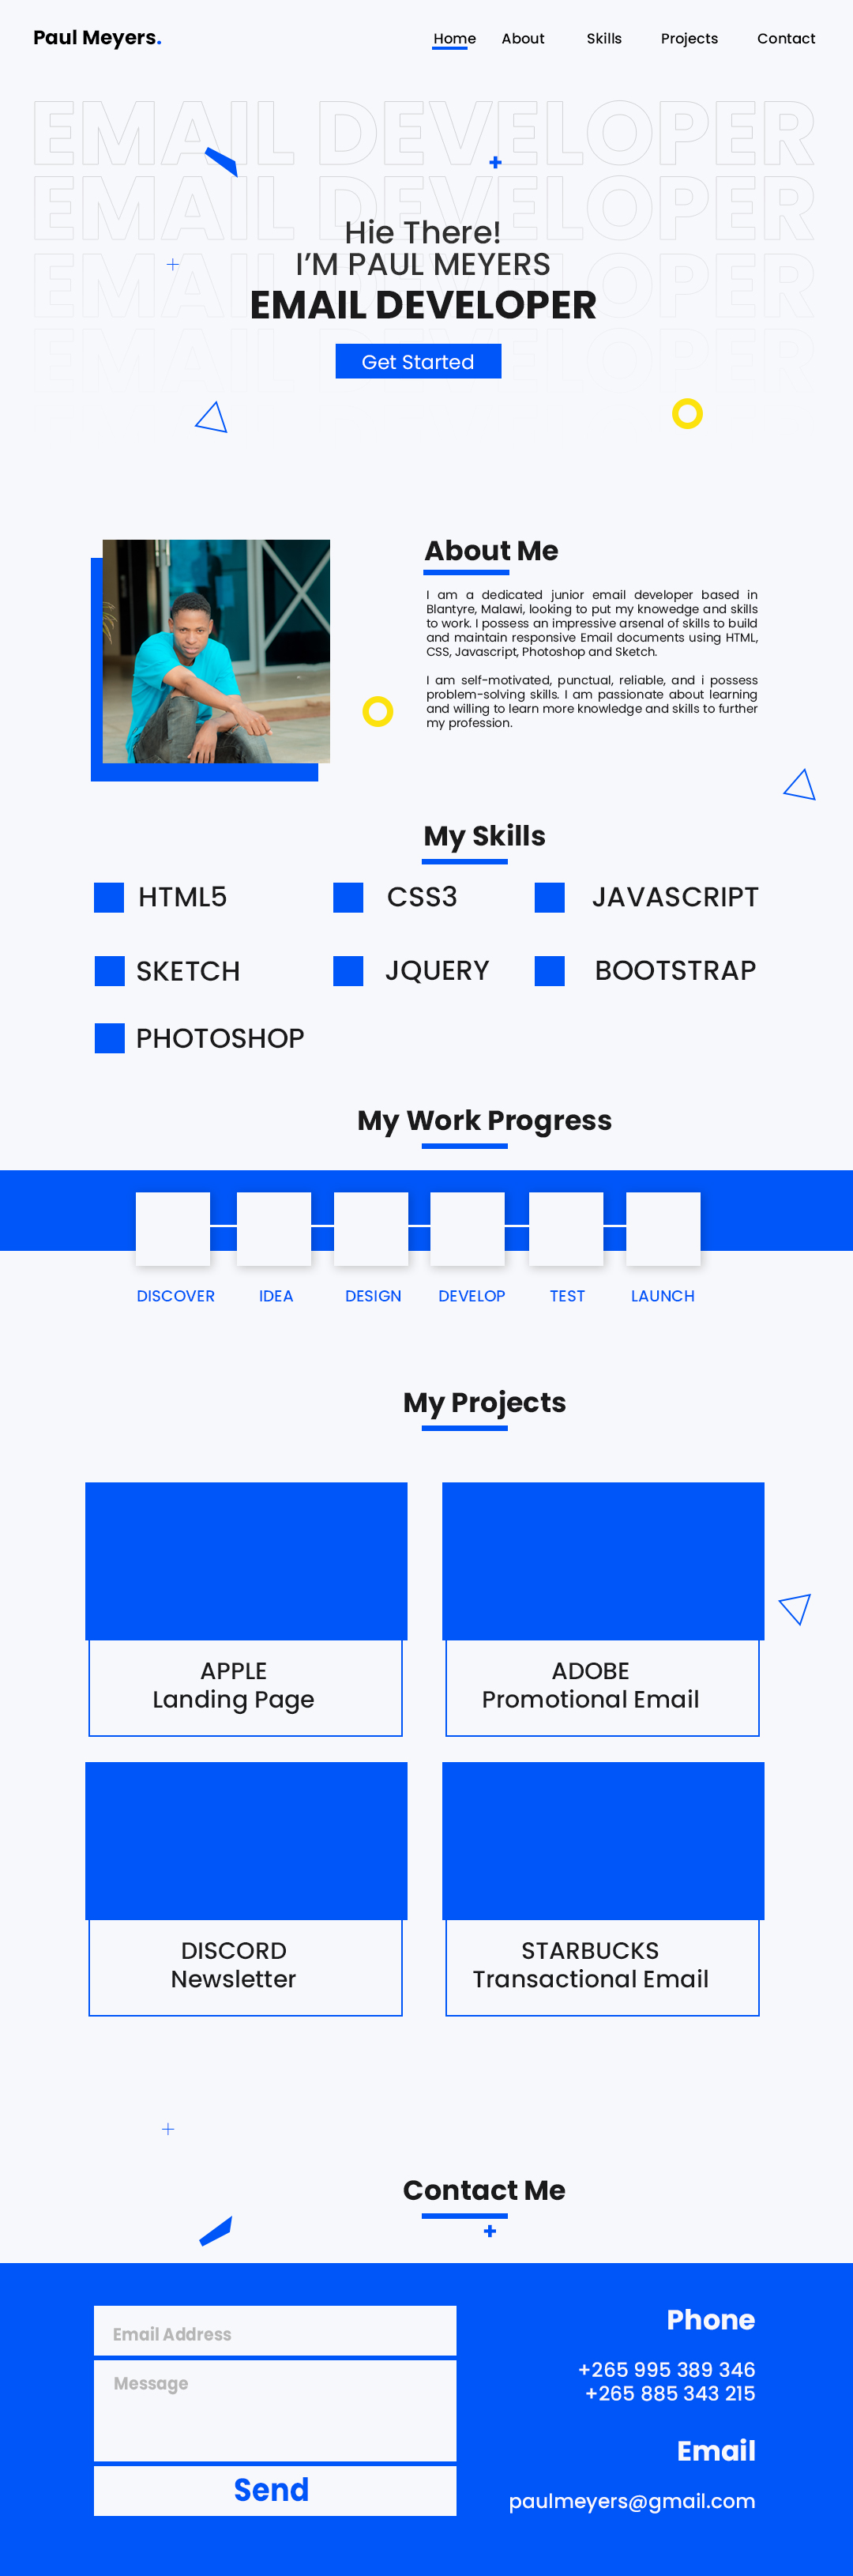 Paul Meyers.
Home About Skills Projects Contact
EMAIL DEVELOPER
EMAIL DEVELOPER
EMAIL DEVELOPER
EMAIL DEVELOPER
Hie There!
I'M PAUL MEYERS
EMAIL DEVELOPER
Get Started
About Me
I am a dedicated junior email developer based in
Blantyre, Malawi, looking to put my knowedge and skills
to work. I possess an impressive arsenal of skills to build
and maintain responsive Email documents using HTML,
CSS, Javascript, Photoshop and Sketch.
I am self-motivated, punctual, reliable, and i possess
problem-solving skills. I am passionate about learning
and willing to learn more knowledge and skills to further
my profession.
My Skills
HTML5 CSS3 JAVASCRIPT
SKETCH JQUERY BOOTSTRAP
PHOTOSHOP
My Work Progress
DISCOVER IDEA DESIGN DEVELOP TEST LAUNCH
My Projects
APPLE
Landing Page
ADOBE
Promotional Email
DISCORD
Newsletter
STARBUCKS
Transactional Email
Contact Me
Email Address
Message
Send
Phone
+265 995 389 346
+265 885 343 215
Email
paulmeyers@gmail.com